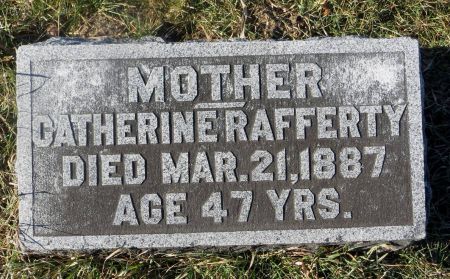 MOTHER
CATHERINE RAFFERTY
DIED MAR. 21, 1887
AGE 47 YRS.